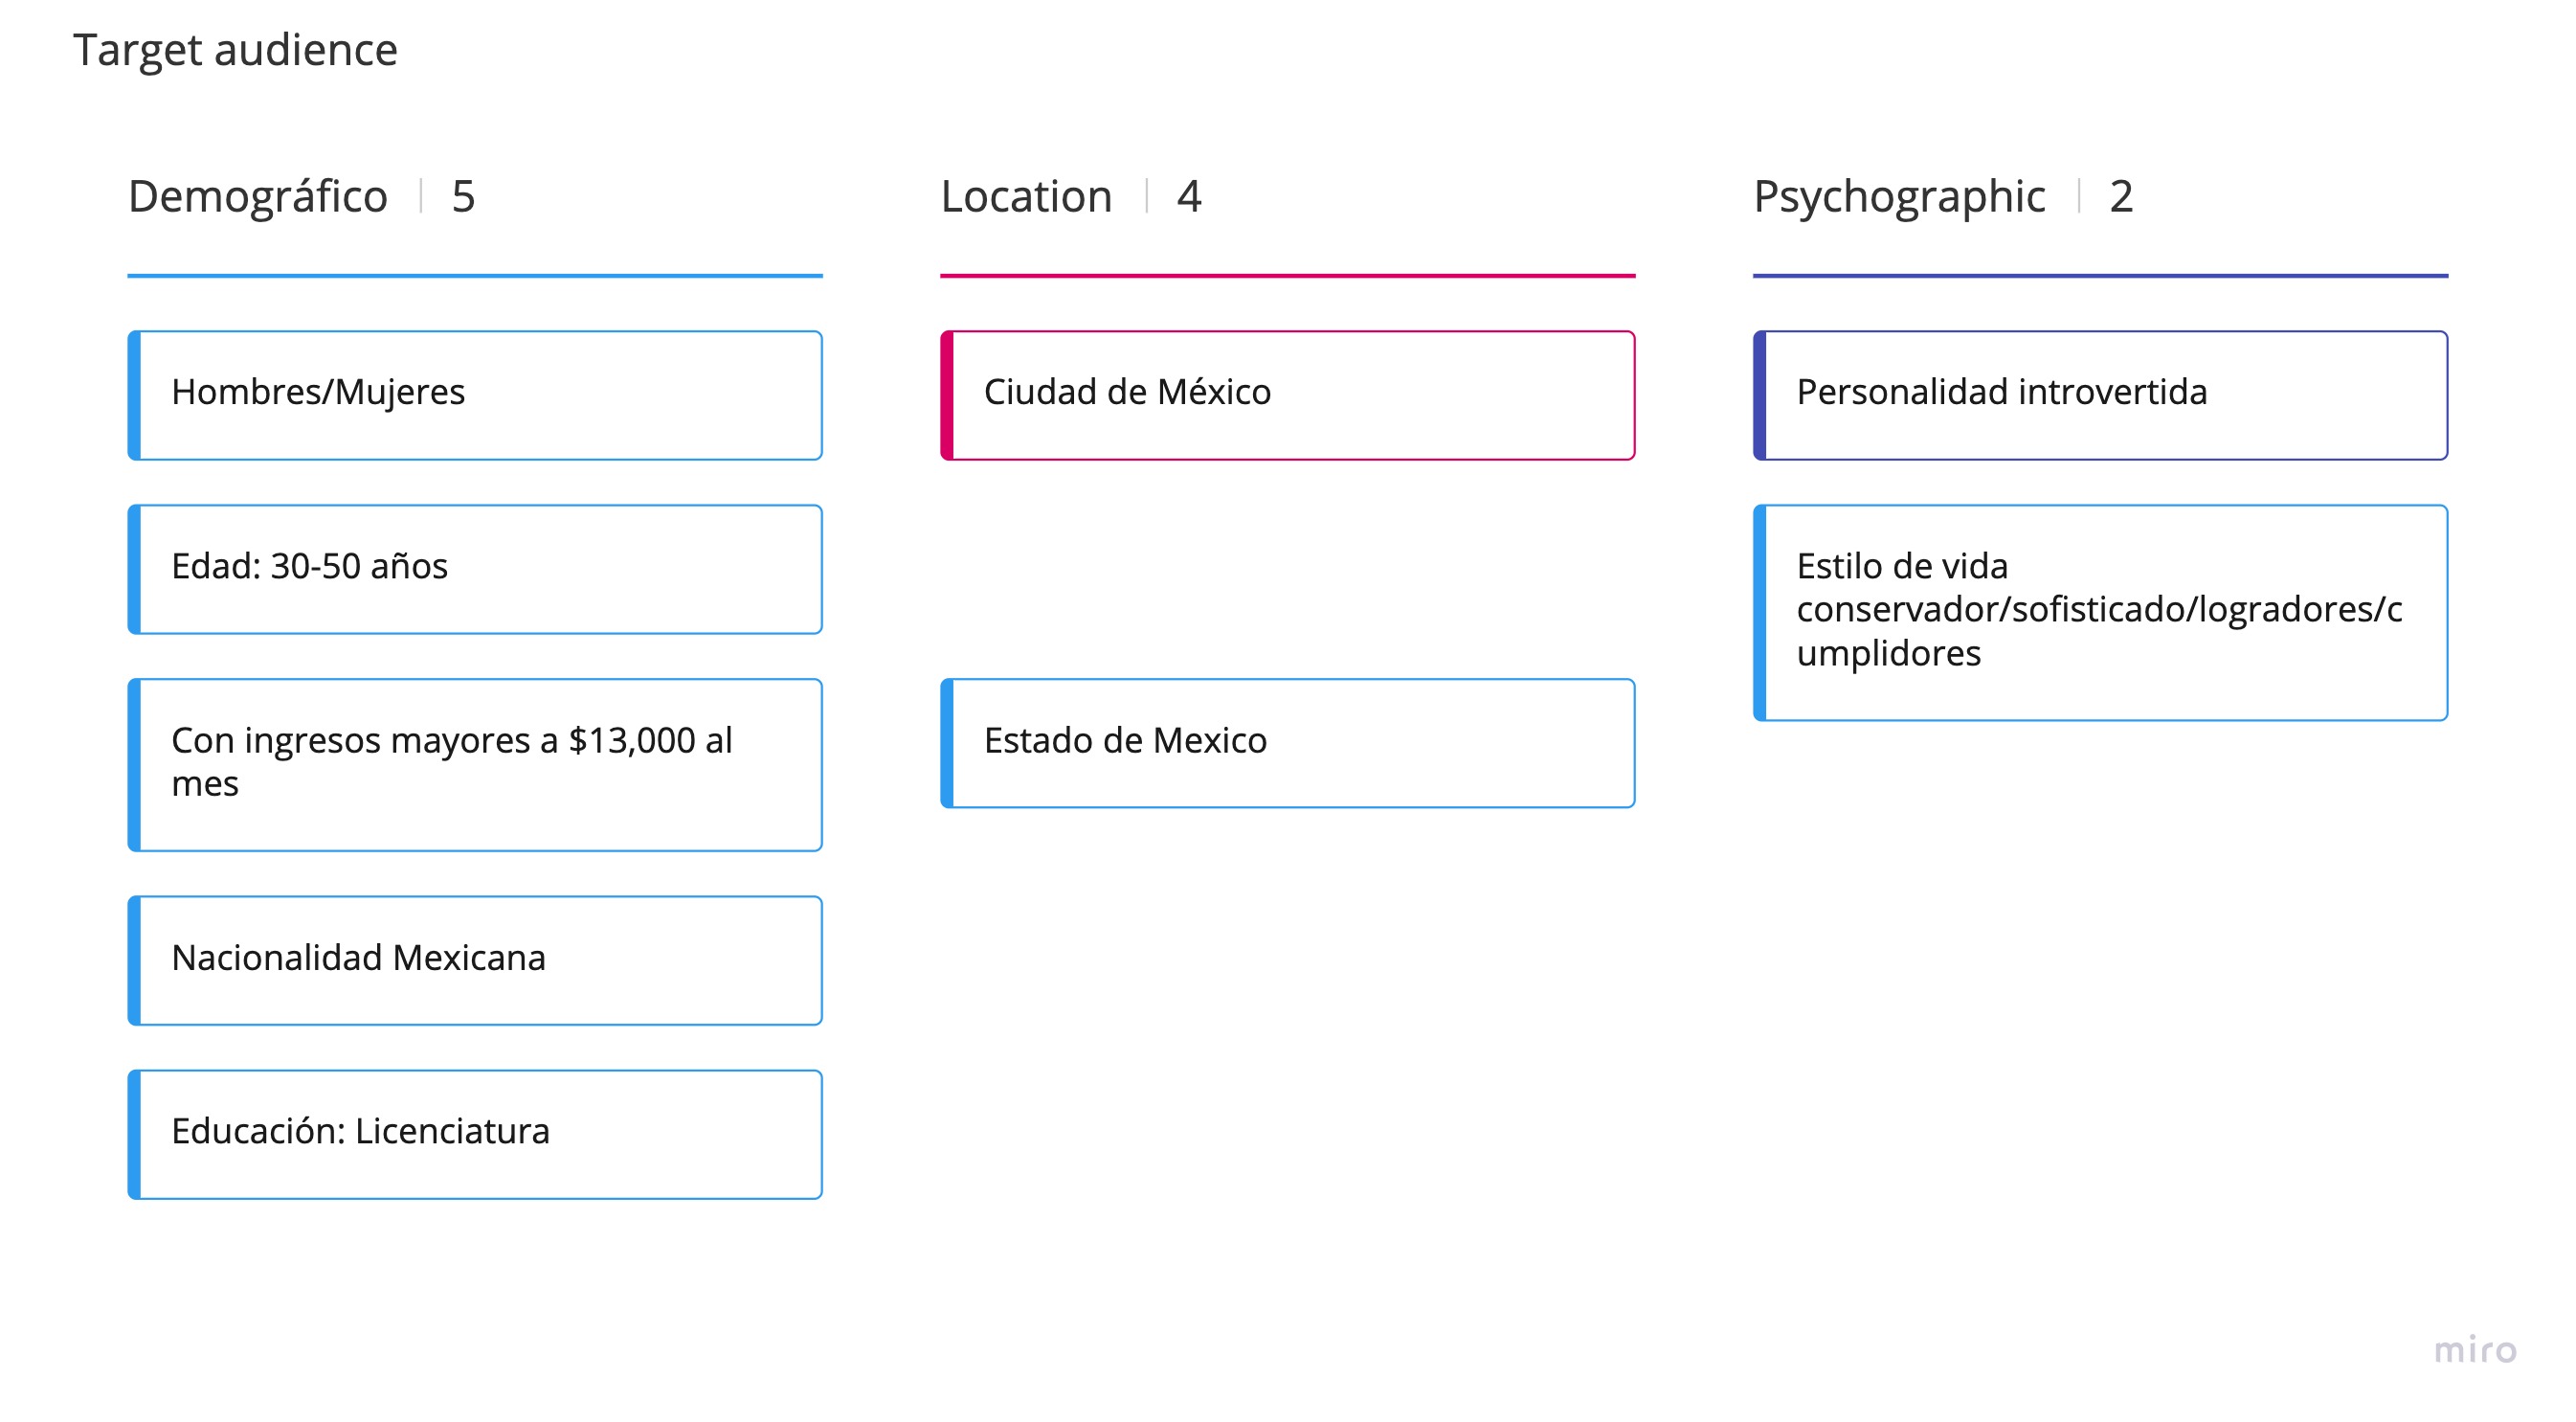 Target audience
Demográfico | 5
Hombres/Mujeres
Edad: 30-50 años
Con ingresos mayores a $13,000 al
mes
Nacionalidad Mexicana
Educación: Licenciatura
Location | 4
Ciudad de México
Estado de Mexico
Psychographic | 2
Personalidad introvertida
Estilo de vida
conservador/sofisticado/logradores/c
umplidores
miro